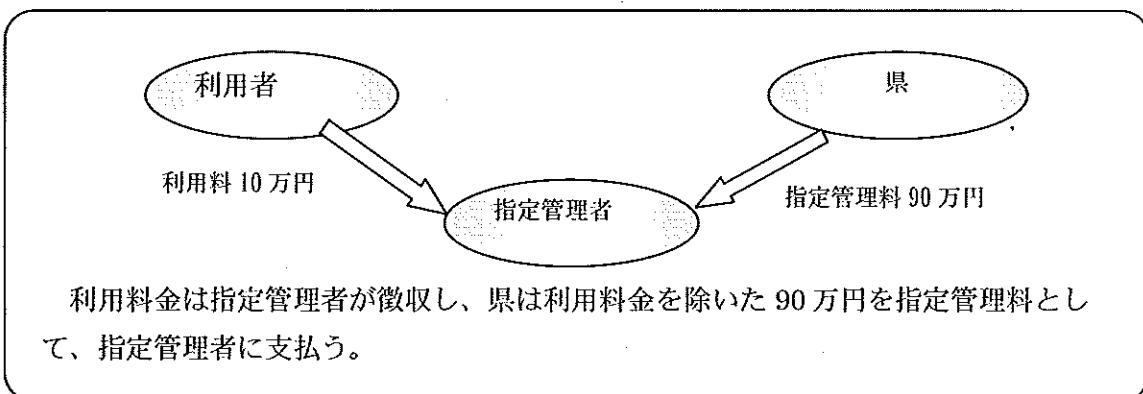 利用者
県
利用料 10 万円
指定管理者
指定管理料 90 万円
利用料金は指定管理者が徴収し、県は利用料金を除いた 90 万円を指定管理料とし
て、指定管理者に支払う。